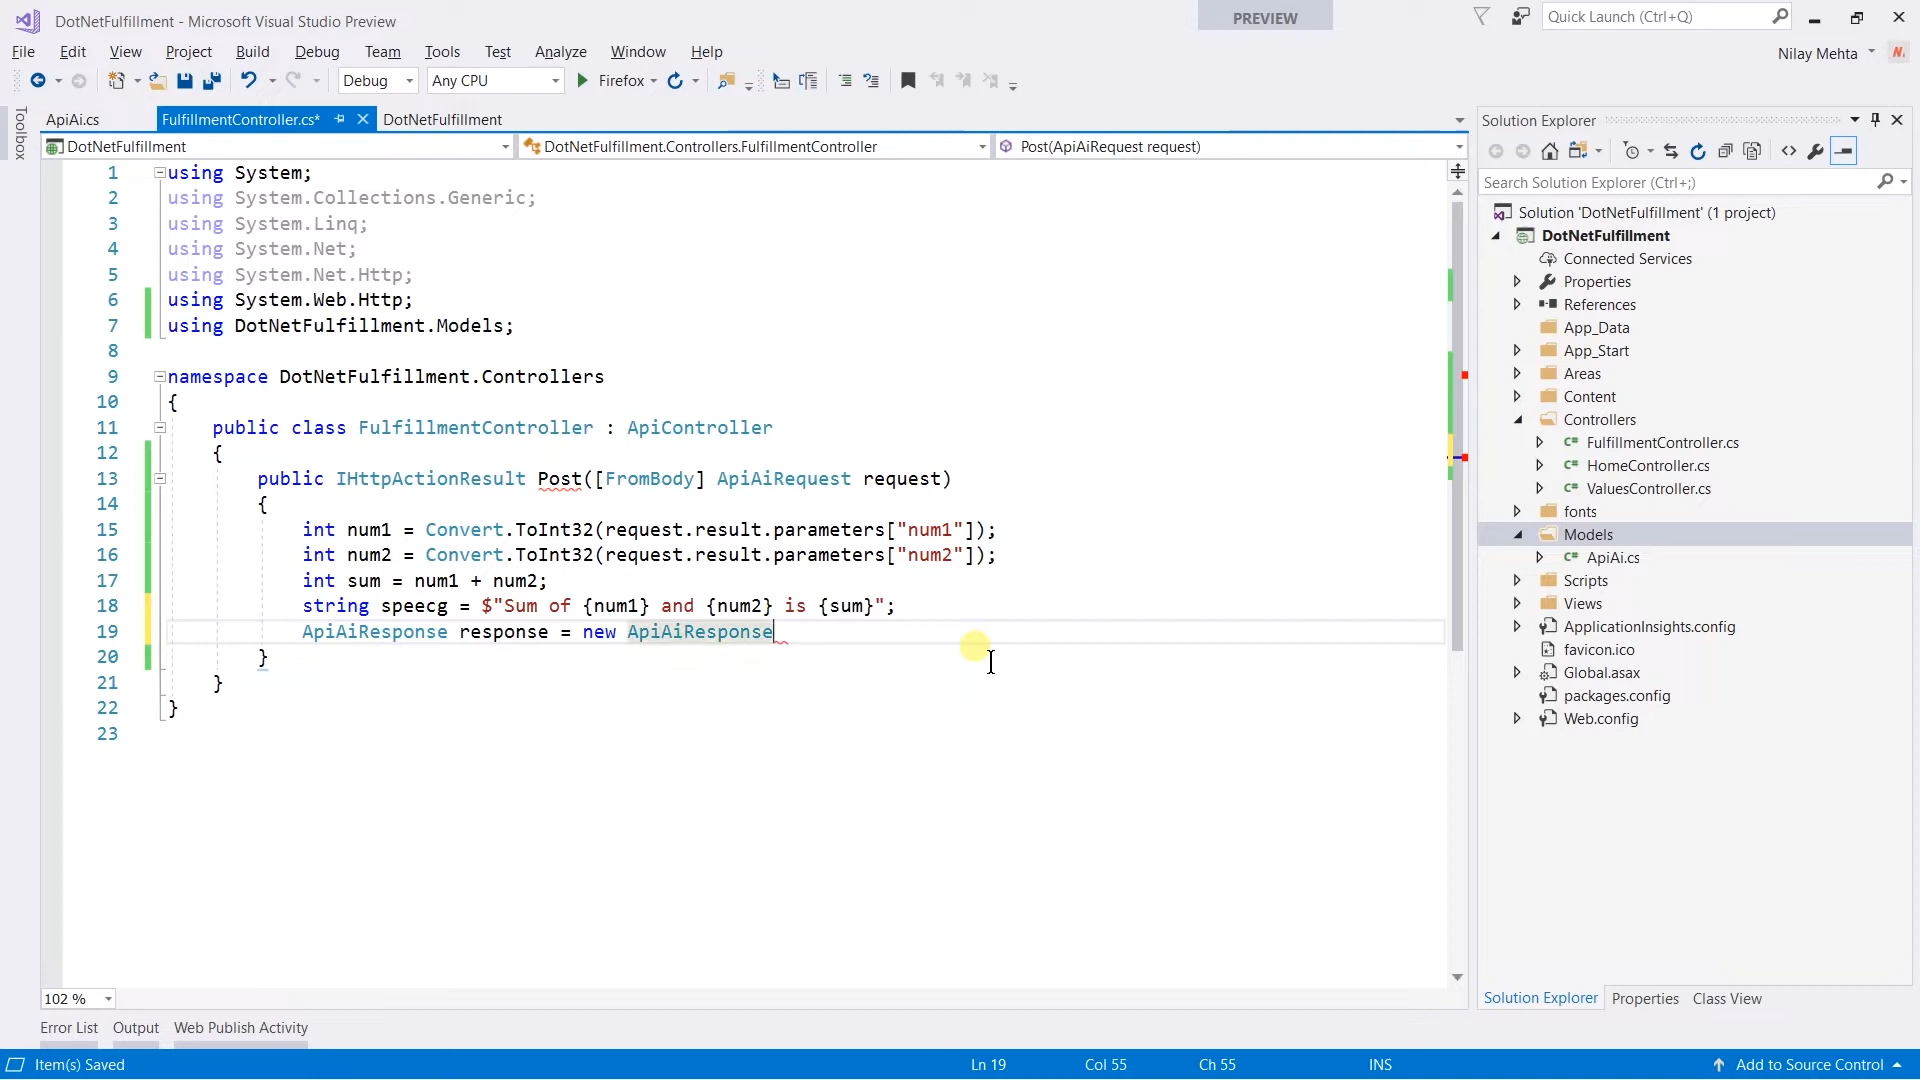 DotNetFulfillment - Microsoft Visual Studio Preview
PREVIEW
Quick Launch (Ctrl+Q)
File Edit View Project Build Debug Team Tools Test Analyze Window Help
Nilay Mehta
Debug
Any CPU
Firefox
Toolbox
ApiAi.cs
FulfillmentController.cs*
DotNetFulfillment
DotNetFulfillment
DotNetFulfillment.Controllers.FulfillmentController
Post(ApiAiRequest request)
1 using System;
2 using System.Collections.Generic;
3 using System.Linq;
4 using System.Net;
5 using System.Net.Http;
6 using System.Web.Http;
7 using DotNetFulfillment.Models;
8
9 namespace DotNetFulfillment.Controllers
10 {
11 public class FulfillmentController : ApiController
12 {
13 public IHttpActionResult Post([FromBody] ApiAiRequest request)
14 {
15 int num1 = Convert.ToInt32(request.result.parameters["num1"]);
16 int num2 = Convert.ToInt32(request.result.parameters["num2"]);
17 int sum = num1 + num2;
18 string speecg = $"Sum of {num1} and {num2} is {sum}";
19 ApiAiResponse response = new ApiAiResponse
20 }
21 }
22 }
23
102 %
Error List Output Web Publish Activity
Solution Explorer
Search Solution Explorer (Ctrl+;)
Solution 'DotNetFulfillment' (1 project)
DotNetFulfillment
Connected Services
Properties
References
App_Data
App_Start
Areas
Content
Controllers
C# FulfillmentController.cs
C# HomeController.cs
C# ValuesController.cs
fonts
Models
C# ApiAi.cs
Scripts
Views
ApplicationInsights.config
favicon.ico
Global.asax
packages.config
Web.config
Solution Explorer Properties Class View
Item(s) Saved
Ln 19
Col 55
Ch 55
INS
Add to Source Control